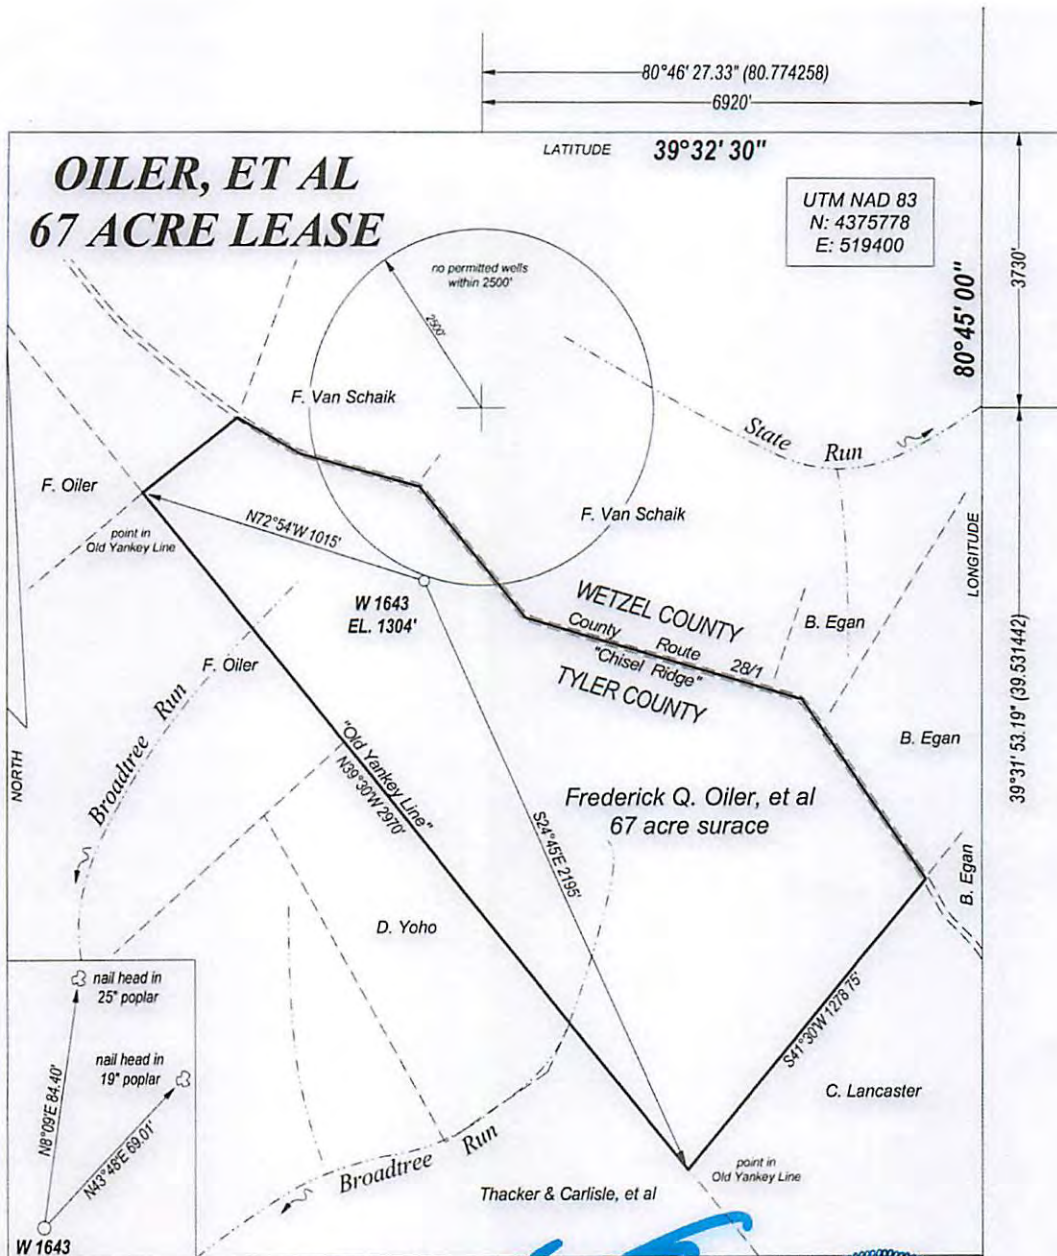 80°46' 27.33" (80.774258)
6920'
OILER, ET AL
67 ACRE LEASE
LATITUDE 39°32' 30"
UTM NAD 83
N: 4375778
E: 519400
3730'
80°45' 00"
no permitted wells
within 2500'
2500'
F. Van Schaik
State Run
F. Oiler
point in
Old Yankey Line
N72°54'W 1015'
F. Van Schaik
LONGITUDE
W 1643
EL. 1304'
WETZEL COUNTY
County Route 28/1
"Chisel Ridge"
TYLER COUNTY
B. Egan
39°31' 53.19" (39.531442)
F. Oiler
Broadtree Run
NORTH
"Old Yankey Line"
N39°30'W 2970'
B. Egan
Frederick Q. Oiler, et al
67 acre surace
S24°45'E 2195'
B. Egan
D. Yoho
S41°30'W 1278.75'
C. Lancaster
nail head in
25" poplar
nail head in
19" poplar
N8°09'E 84.40'
N43°48'E 69.01'
W 1643
Broadtree Run
point in
Old Yankey Line
Thacker & Carlisle, et al